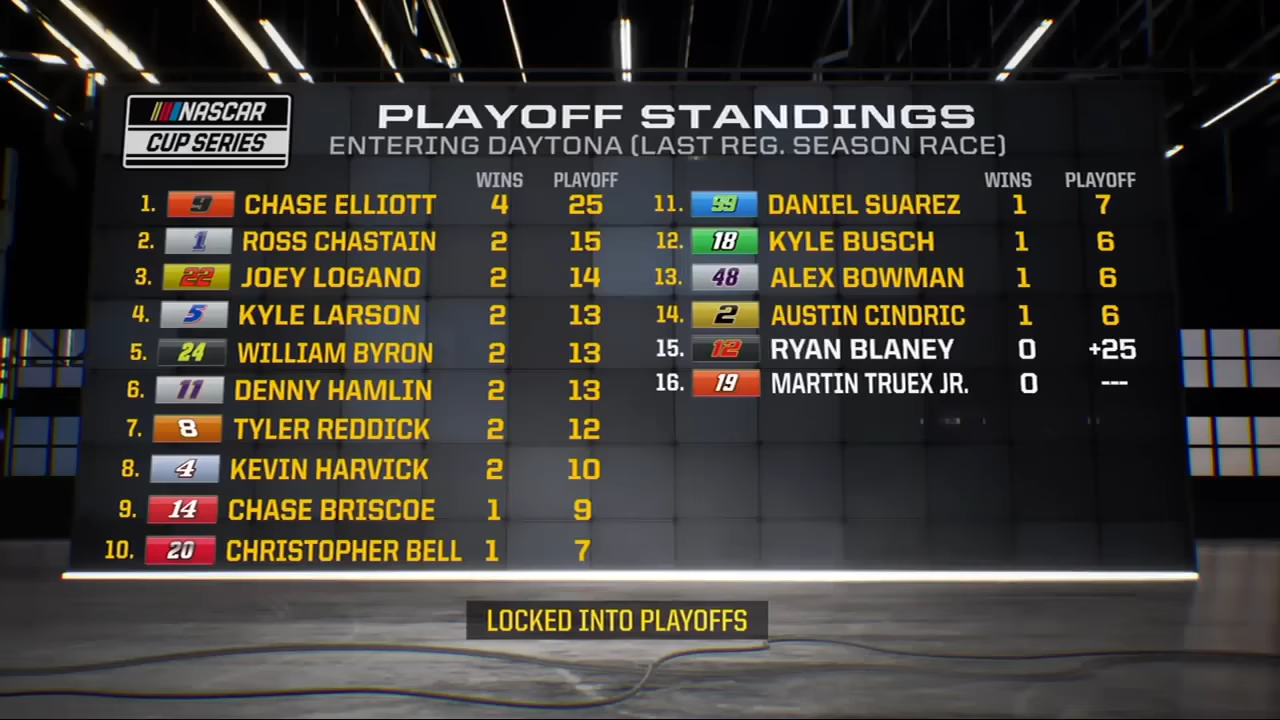 NASCAR
CUP SERIES
PLAYOFF STANDINGS
ENTERING DAYTONA (LAST REG. SEASON RACE)
WINS PLAYOFF
1. 9 CHASE ELLIOTT 4 25
2. 1 ROSS CHASTAIN 2 15
3. 22 JOEY LOGANO 2 14
4. 5 KYLE LARSON 2 13
5. 24 WILLIAM BYRON 2 13
6. 11 DENNY HAMLIN 2 13
7. 8 TYLER REDDICK 2 12
8. 4 KEVIN HARVICK 2 10
9. 14 CHASE BRISCOE 1 9
10. 20 CHRISTOPHER BELL 1 7
WINS PLAYOFF
11. 99 DANIEL SUAREZ 1 7
12. 18 KYLE BUSCH 1 6
13. 48 ALEX BOWMAN 1 6
14. 2 AUSTIN CINDRIC 1 6
15. 12 RYAN BLANEY 0 +25
16. 19 MARTIN TRUEX JR. 0 ---
LOCKED INTO PLAYOFFS